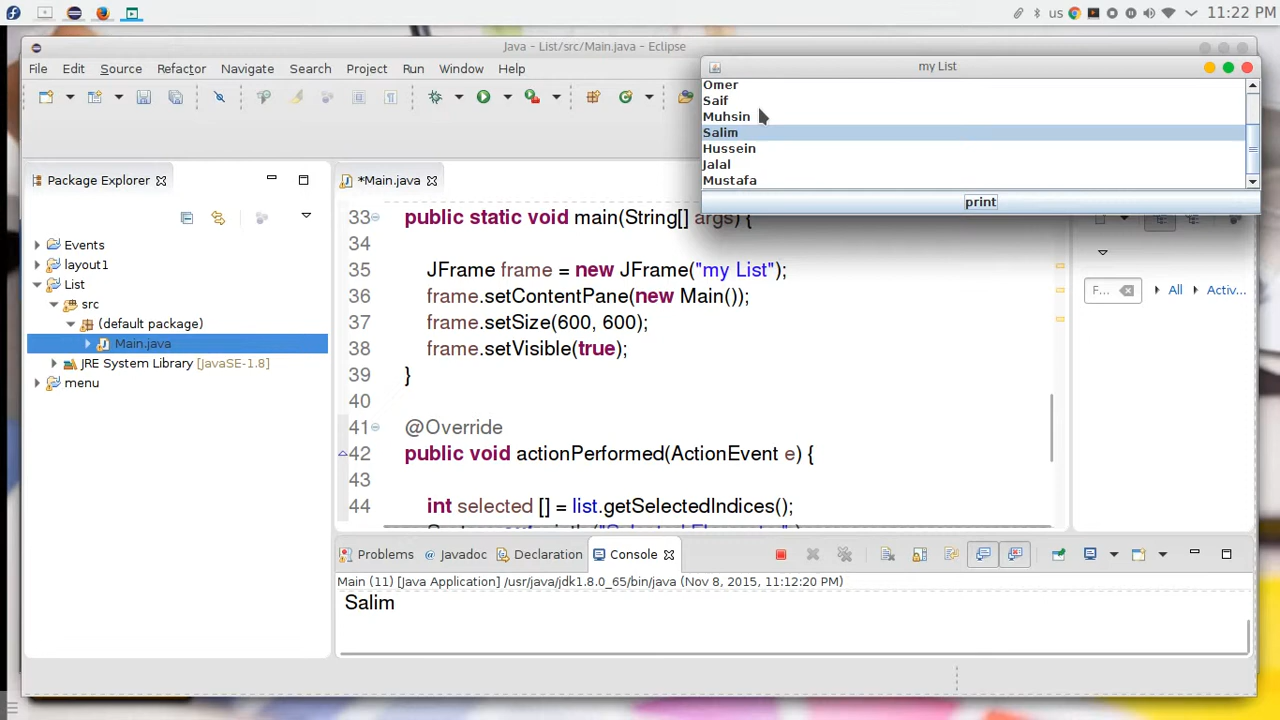 us
11:22 PM
Java - List/src/Main.java - Eclipse
File Edit Source Refactor Navigate Search Project Run Window Help
my List
Omer
Saif
Muhsin
Salim
Hussein
Jalal
Mustafa
print
Package Explorer
Events
layout1
List
src
(default package)
Main.java
JRE System Library [JavaSE-1.8]
menu
*Main.java
33 public static void main(String[] args) {
34
35 JFrame frame = new JFrame("my List");
36 frame.setContentPane(new Main());
37 frame.setSize(600, 600);
38 frame.setVisible(true);
39 }
40
41 @Override
42 public void actionPerformed(ActionEvent e) {
43
44 int selected [] = list.getSelectedIndices();
F... All Activ...
Problems Javadoc Declaration Console
Main (11) [Java Application] /usr/java/jdk1.8.0_65/bin/java (Nov 8, 2015, 11:12:20 PM)
Salim